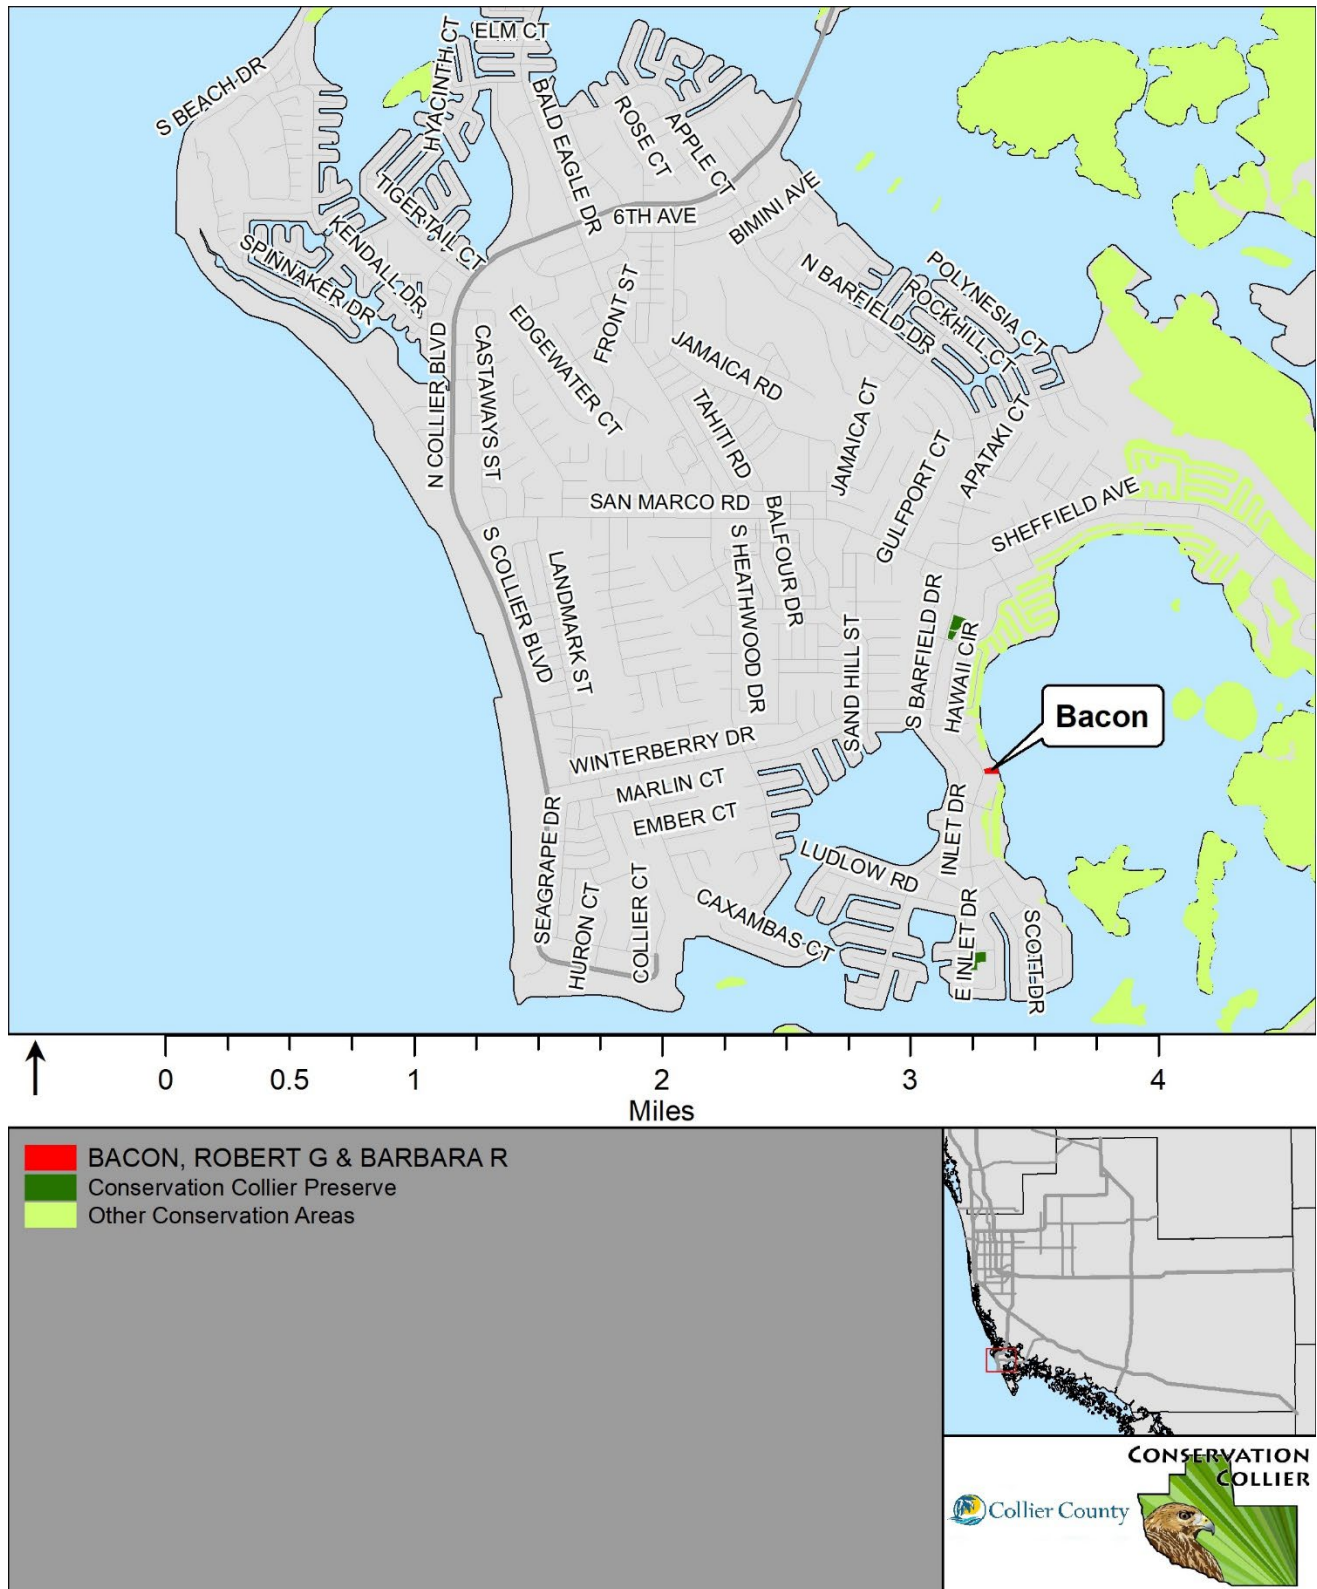 ELM CT
S BEACH DR
HYACINTH CT
BALD EAGLE DR
ROSE CT
APPLE CT
TIGERTAIL CT
6TH AVE
BIMINI AVE
KENDALL DR
SPINNAKER DR
N BARFIELD DR
POLYNESIA CT
ROCKHILL CT
FRONT ST
EDGEWATER CT
N COLLIER BLVD
CASTAWAYS ST
JAMAICA RD
TAHITI RD
JAMAICA CT
GULFPORT CT
APATAKI CT
SAN MARCO RD
SHEFFIELD AVE
BALFOUR DR
S HEATHWOOD DR
S COLLIER BLVD
LANDMARK ST
SAND HILL ST
S BARFIELD DR
HAWAII CIR
Bacon
WINTERBERRY DR
MARLIN CT
EMBER CT
INLET DR
LUDLOW RD
SEAGRAPE DR
HURON CT
COLLIER CT
CAXAMBAS CT
E INLET DR
SCOTT DR
0 0.5 1 2 3 4
Miles
BACON, ROBERT G & BARBARA R
Conservation Collier Preserve
Other Conservation Areas
CONSERVATION
COLLIER
Collier County